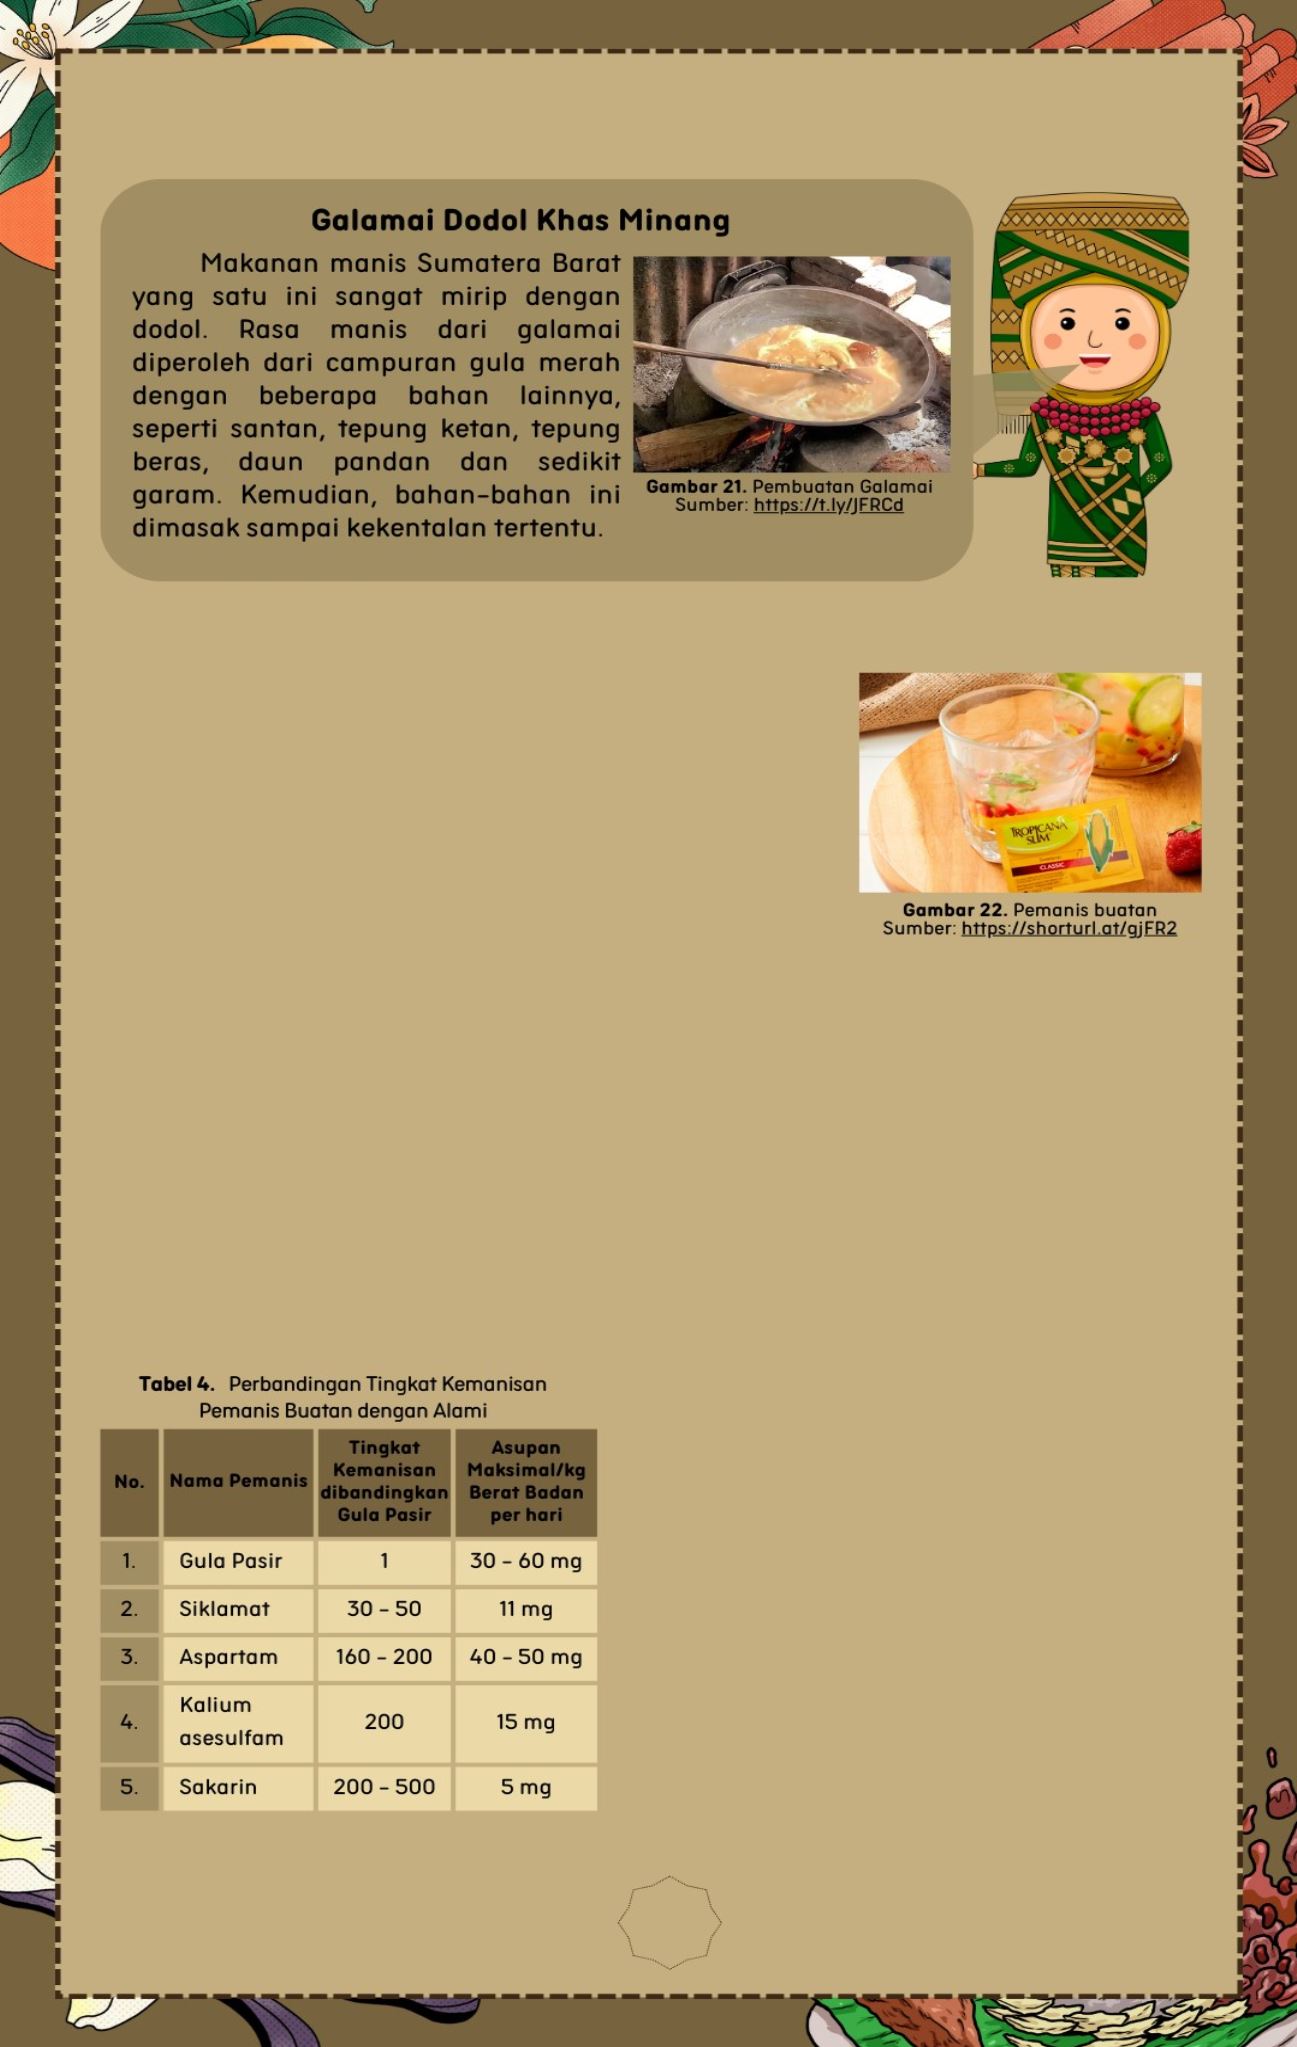 Galamai Dodol Khas Minang
Makanan manis Sumatera Barat
yang satu ini sangat mirip dengan
dodol. Rasa manis dari galamai
diperoleh dari campuran gula merah
dengan beberapa bahan lainnya,
seperti santan, tepung ketan, tepung
beras, daun pandan dan sedikit
garam. Kemudian, bahan-bahan ini
dimasak sampai kekentalan tertentu.
Gambar 21. Pembuatan Galamai
Sumber: https://t.ly/JFRCd
TROPICANA
SLIM
CLASSIC
Gambar 22. Pemanis buatan
Sumber: https://shorturl.at/gjFR2
Tabel 4. Perbandingan Tingkat Kemanisan
Pemanis Buatan dengan Alami
No. Nama Pemanis Tingkat Kemanisan dibandingkan Gula Pasir Asupan Maksimal/kg Berat Badan per hari
1. Gula Pasir 1 30 - 60 mg
2. Siklamat 30 - 50 11 mg
3. Aspartam 160 - 200 40 - 50 mg
4. Kalium asesulfam 200 15 mg
5. Sakarin 200 - 500 5 mg